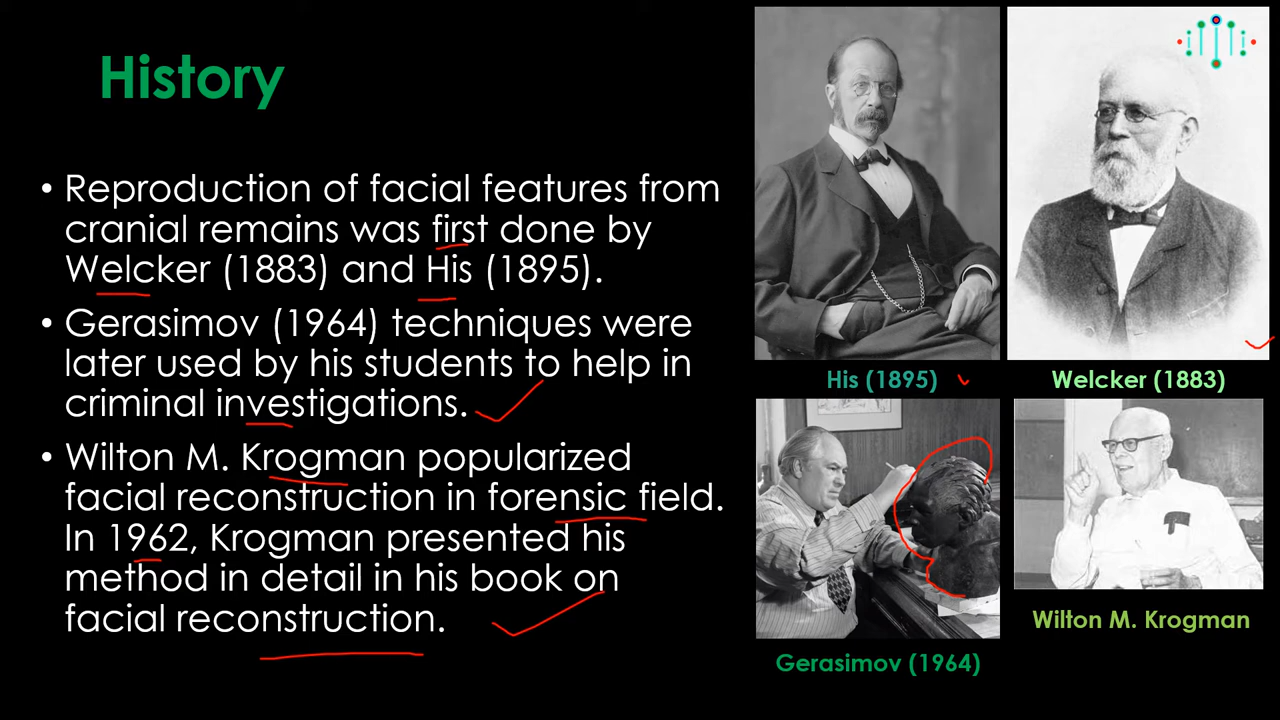 History
• Reproduction of facial features from
cranial remains was first done by
Welcker (1883) and His (1895).
• Gerasimov (1964) techniques were
later used by his students to help in
criminal investigations.
• Wilton M. Krogman popularized
facial reconstruction in forensic field.
In 1962, Krogman presented his
method in detail in his book on
facial reconstruction.
His (1895)
Welcker (1883)
Gerasimov (1964)
Wilton M. Krogman